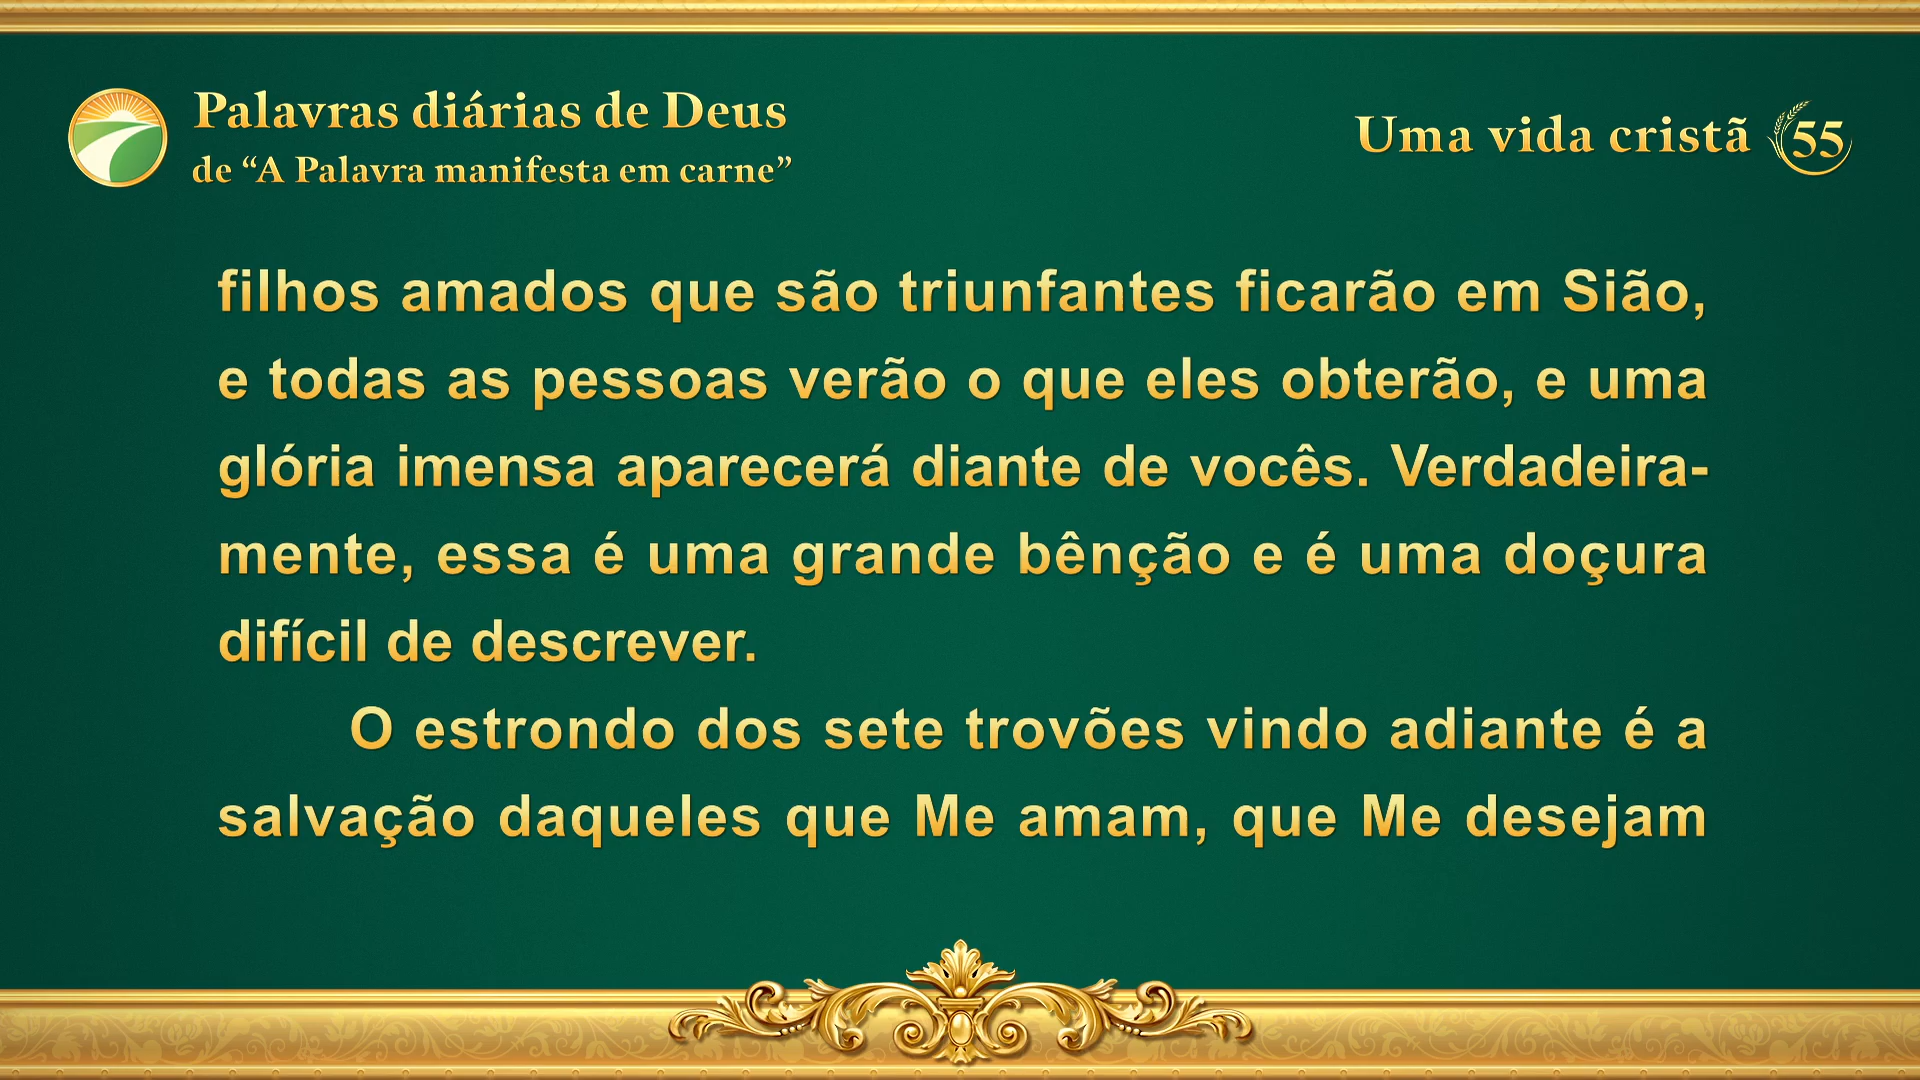 Palavras diárias de Deus
de “A Palavra manifesta em carne”
Uma vida cristã 55
filhos amados que são triunfantes ficarão em Sião,
e todas as pessoas verão o que eles obterão, e uma
glória imensa aparecerá diante de vocês. Verdadeira-
mente, essa é uma grande bênção e é uma doçura
difícil de descrever.
O estrondo dos sete trovões vindo adiante é a
salvação daqueles que Me amam, que Me desejam